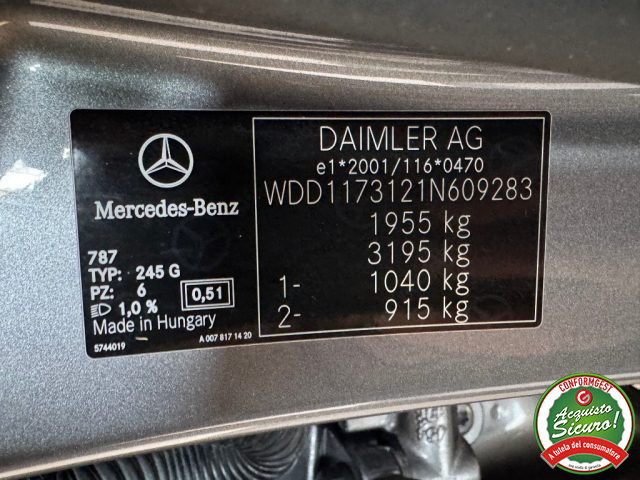 DAIMLER AG
e1*2001/116*0470
WDD1173121N609283
1955 kg
3195 kg
1- 1040 kg
2- 915 kg
Mercedes-Benz
787
TYP: 245 G
PZ: 6
1,0 % 0,51
Made in Hungary
5744019
A 007 817 14 20
CONFORMGEST
Acquisto
Sicuro!
a tutela del consumatore